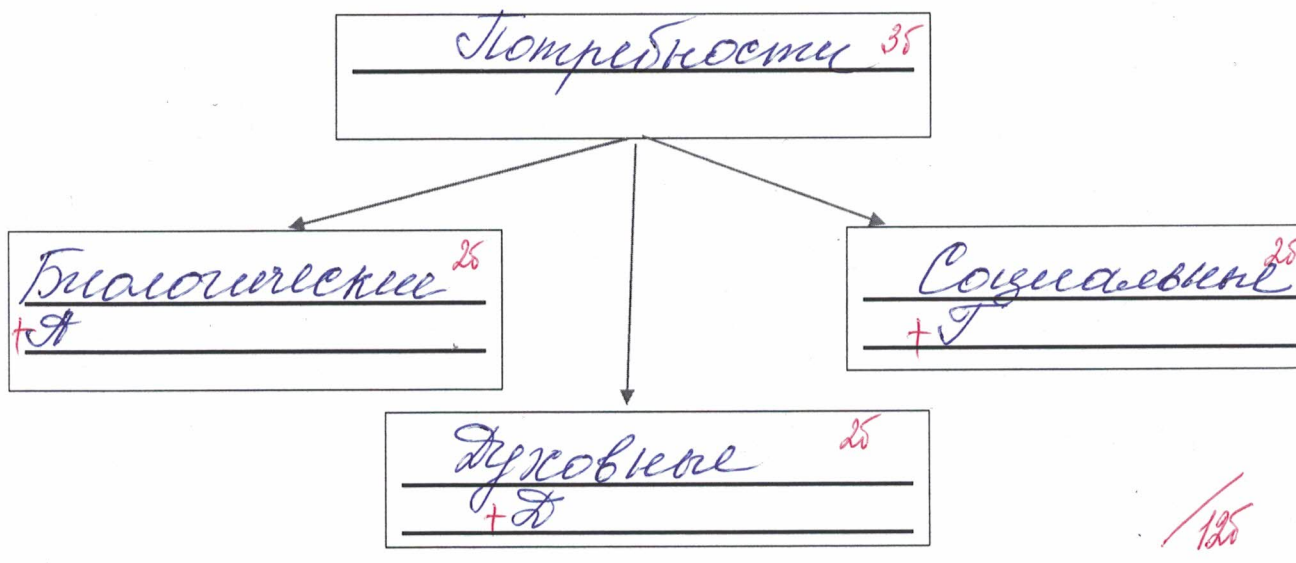 Потребности 3б
Биологические 2б
+ А
Социальные 2б
+ Г
Духовные 2б
+ Д
12б